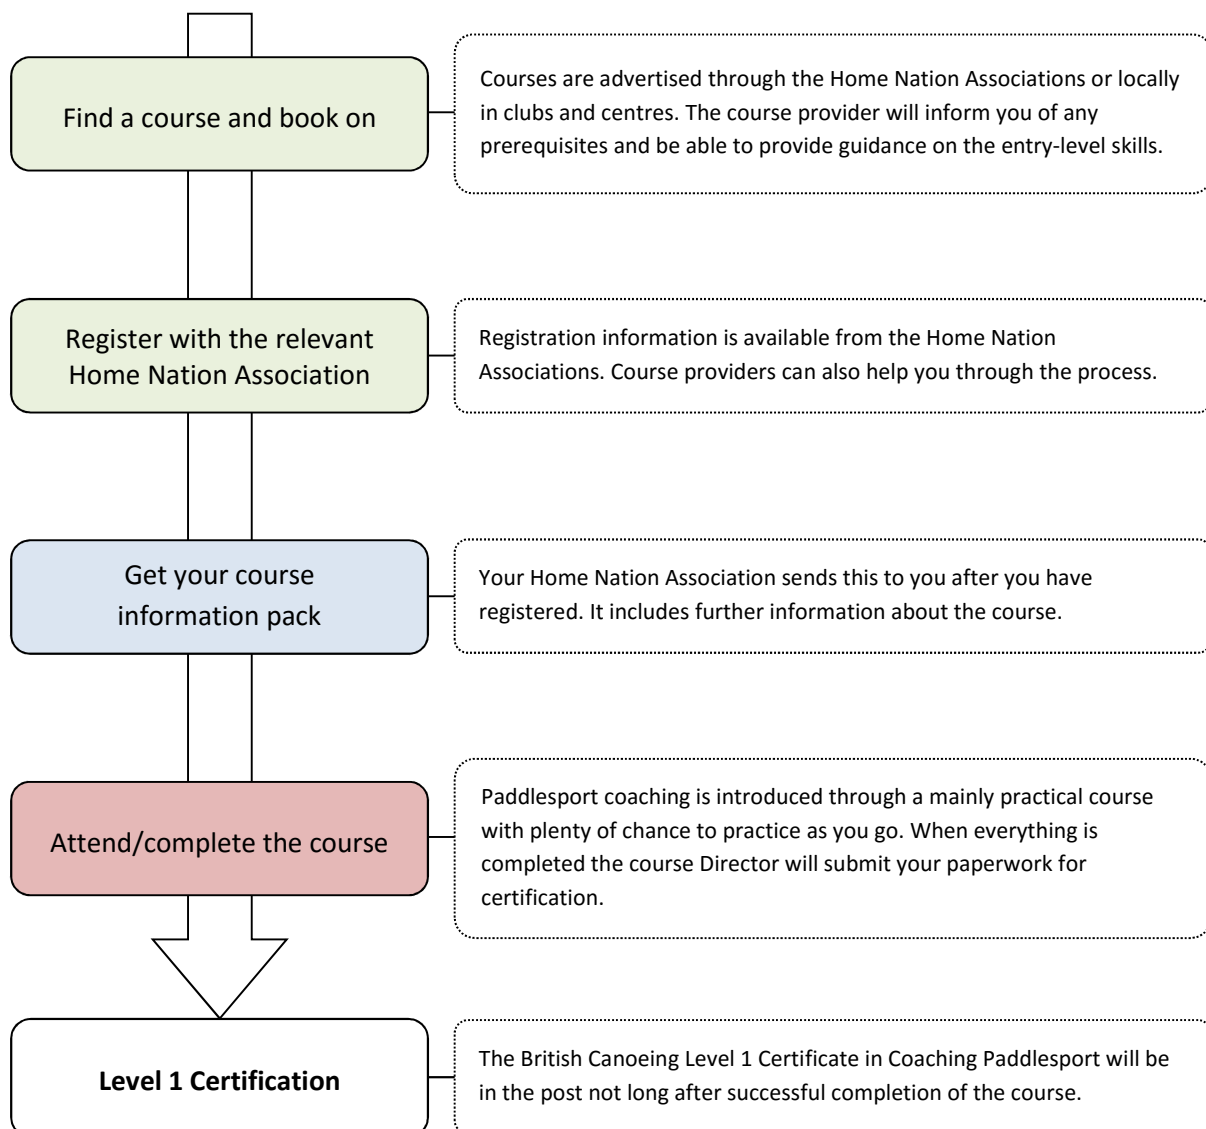 Find a course and book on
Courses are advertised through the Home Nation Associations or locally
in clubs and centres. The course provider will inform you of any
prerequisites and be able to provide guidance on the entry-level skills.
Register with the relevant
Home Nation Association
Registration information is available from the Home Nation
Associations. Course providers can also help you through the process.
Get your course
information pack
Your Home Nation Association sends this to you after you have
registered. It includes further information about the course.
Attend/complete the course
Paddlesport coaching is introduced through a mainly practical course
with plenty of chance to practice as you go. When everything is
completed the course Director will submit your paperwork for
certification.
Level 1 Certification
The British Canoeing Level 1 Certificate in Coaching Paddlesport will be
in the post not long after successful completion of the course.